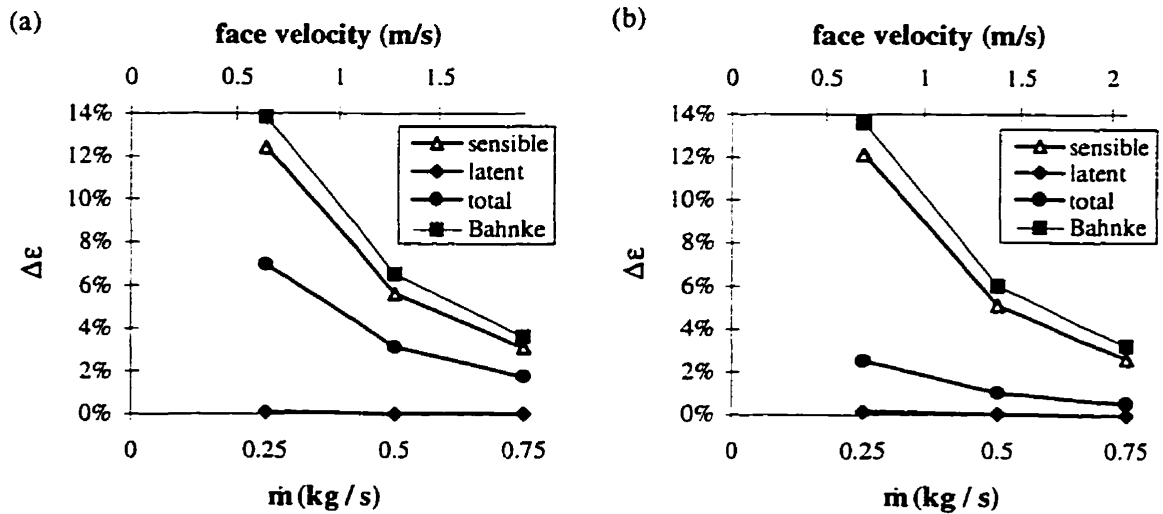 (a)
face velocity (m/s)
0 0.5 1 1.5
14%
12%
10%
8%
6%
4%
2%
0%
Δε
sensible
latent
total
Bahnke
0 0.25 0.5 0.75
ṁ (kg / s)
(b)
face velocity (m/s)
0 0.5 1 1.5 2
14%
12%
10%
8%
6%
4%
2%
0%
Δε
sensible
latent
total
Bahnke
0 0.25 0.5 0.75
ṁ (kg / s)